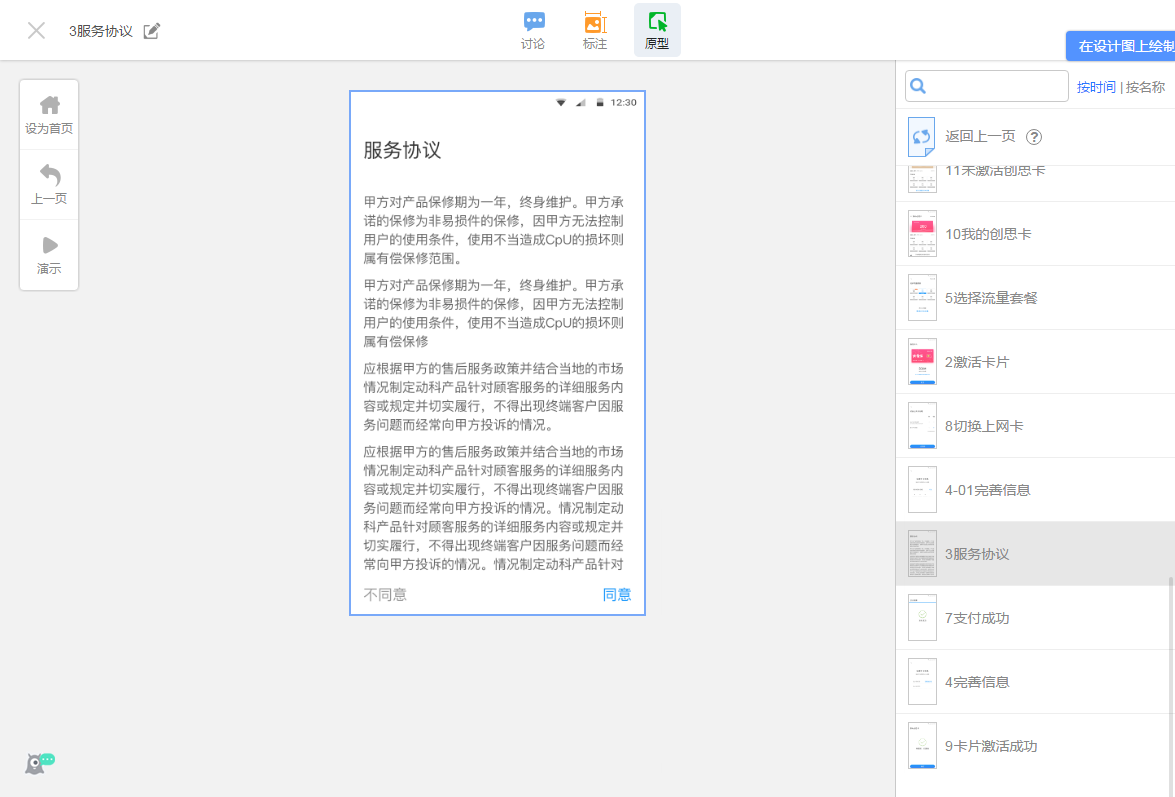 3服务协议
讨论
标注
原型
在设计图上绘制
设为首页
上一页
演示
12:30
服务协议
甲方对产品保修期为一年，终身维护。甲方承
诺的保修为非易损件的保修，因甲方无法控制
用户的使用条件，使用不当造成CpU的损坏则
属有偿保修范围。
甲方对产品保修期为一年，终身维护。甲方承
诺的保修为非易损件的保修，因甲方无法控制
用户的使用条件，使用不当造成CpU的损坏则
属有偿保修
应根据甲方的售后服务政策并结合当地的市场
情况制定动科产品针对顾客服务的详细服务内
容或规定并切实履行，不得出现终端客户因服
务问题而经常向甲方投诉的情况。
应根据甲方的售后服务政策并结合当地的市场
情况制定动科产品针对顾客服务的详细服务内
容或规定并切实履行，不得出现终端客户因服
务问题而经常向甲方投诉的情况。情况制定动
科产品针对顾客服务的详细服务内容或规定并
切实履行，不得出现终端客户因服务问题而经
常向甲方投诉的情况。情况制定动科产品针对
不同意
同意
按时间 | 按名称
返回上一页 ?
11未激活创思卡
10我的创思卡
5选择流量套餐
2激活卡片
8切换上网卡
4-01完善信息
3服务协议
7支付成功
4完善信息
9卡片激活成功